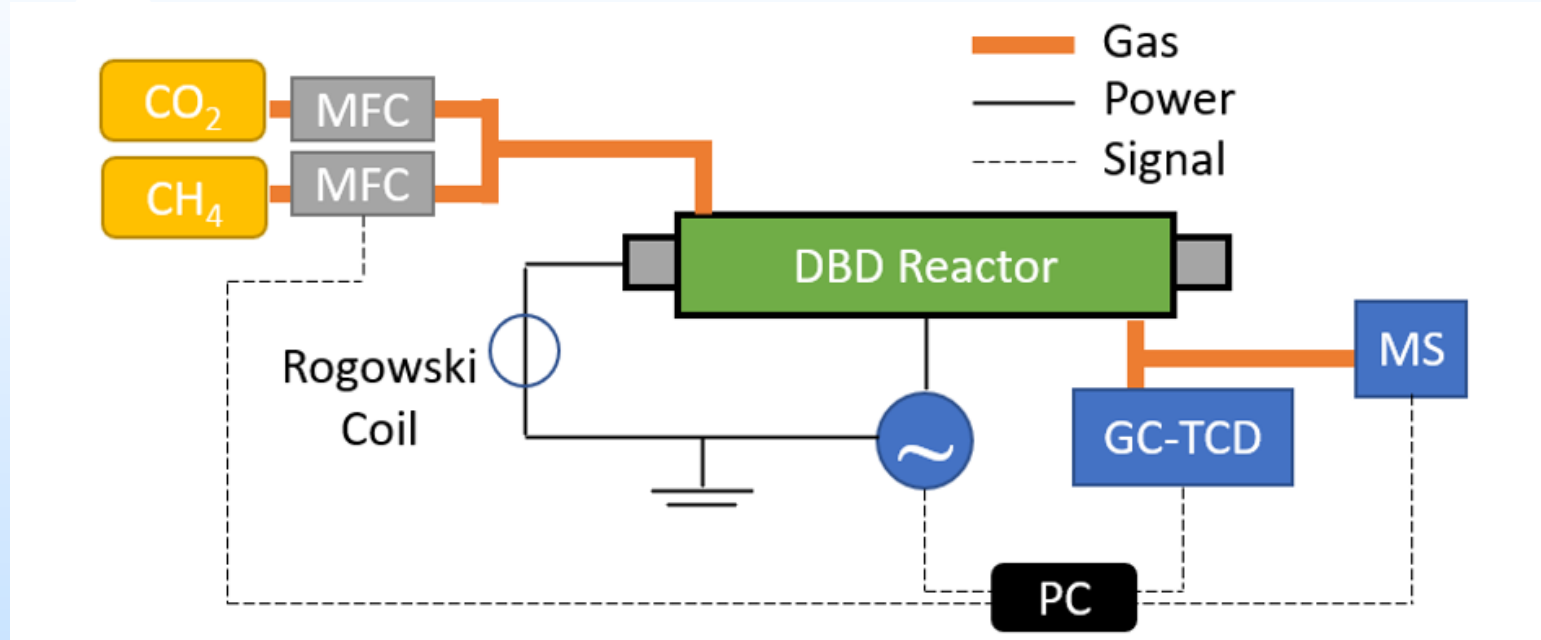 Gas
Power
Signal
CO₂
MFC
CH₄
MFC
DBD Reactor
Rogowski
Coil
~
MS
GC-TCD
PC